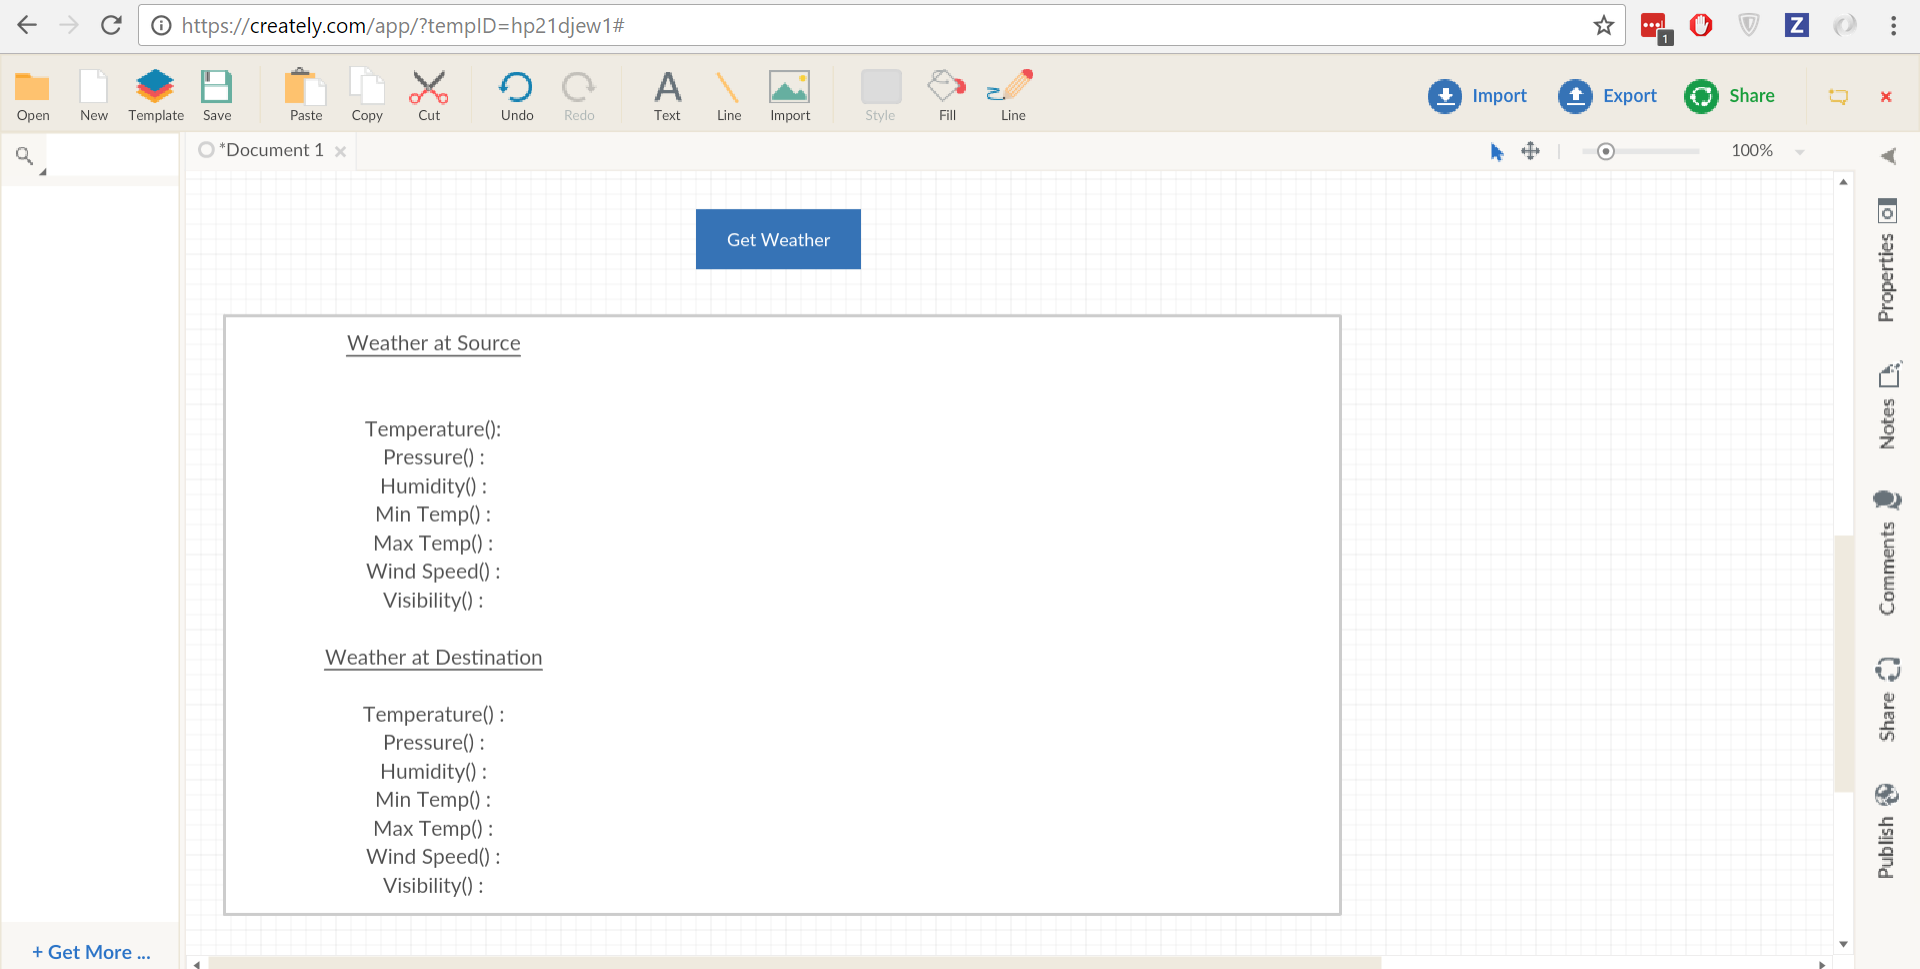 https://creately.com/app/?tempID=hp21djew1#
1
Z
Open New Template Save Paste Copy Cut Undo Redo Text Line Import Style Fill Line Import Export Share
*Document 1
100%
Get Weather
Weather at Source
Temperature():
Pressure() :
Humidity() :
Min Temp() :
Max Temp() :
Wind Speed() :
Visibility() :
Weather at Destination
Temperature() :
Pressure() :
Humidity() :
Min Temp() :
Max Temp() :
Wind Speed() :
Visibility() :
Properties
Notes
Comments
Share
Publish
+ Get More ...